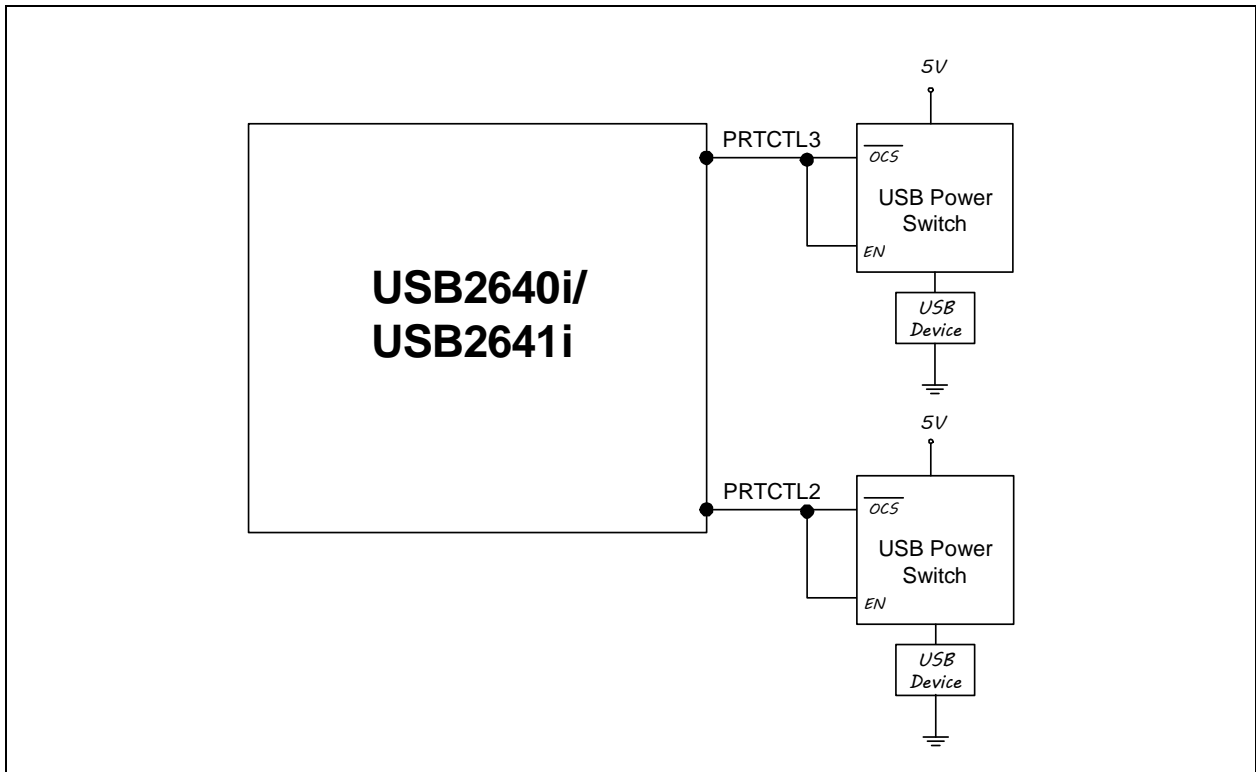 5V
PRTCTL3
OCS
USB Power
Switch
EN
USB
Device
USB2640i/
USB2641i
5V
PRTCTL2
OCS
USB Power
Switch
EN
USB
Device